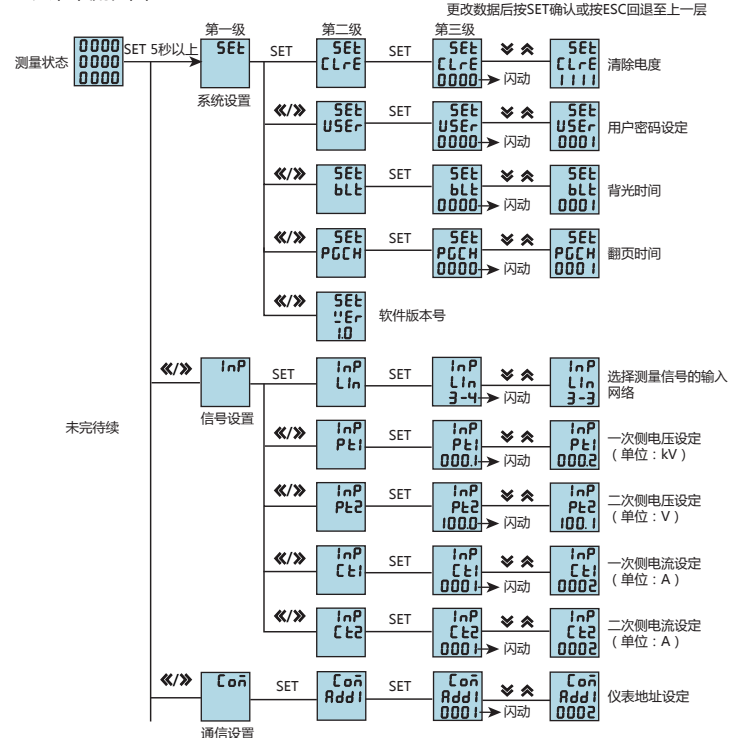 更改数据后按SET确认或按ESC回退至上一层
第一级 第二级 第三级
测量状态
0000
0000
0000
SET 5秒以上
SEt
系统设置
SET
SEt
CLrE
SET
SEt
CLrE
0000
闪动
SEt
CLrE
1111
清除电度
SEt
USEr
SET
SEt
USEr
0000
闪动
SEt
USEr
0001
用户密码设定
SEt
bLt
SET
SEt
bLt
0000
闪动
SEt
bLt
0001
背光时间
SEt
PGCH
SET
SEt
PGCH
0000
闪动
SEt
PGCH
0001
翻页时间
SEt
VEr
1.0
软件版本号
InP
信号设置
SET
InP
LIn
SET
InP
LIn
3-4
闪动
InP
LIn
3-3
选择测量信号的输入
网络
未完待续
InP
Pt1
SET
InP
Pt1
000.1
闪动
InP
Pt1
000.2
一次侧电压设定
(单位:kV)
InP
Pt2
SET
InP
Pt2
100.0
闪动
InP
Pt2
100.1
二次侧电压设定
(单位:V)
InP
Ct1
SET
InP
Ct1
0001
闪动
InP
Ct1
0002
一次侧电流设定
(单位:A)
InP
Ct2
SET
InP
Ct2
0001
闪动
InP
Ct2
0002
二次侧电流设定
(单位:A)
Com
通信设置
SET
Com
Add1
SET
Com
Add1
0001
闪动
Com
Add1
0002
仪表地址设定